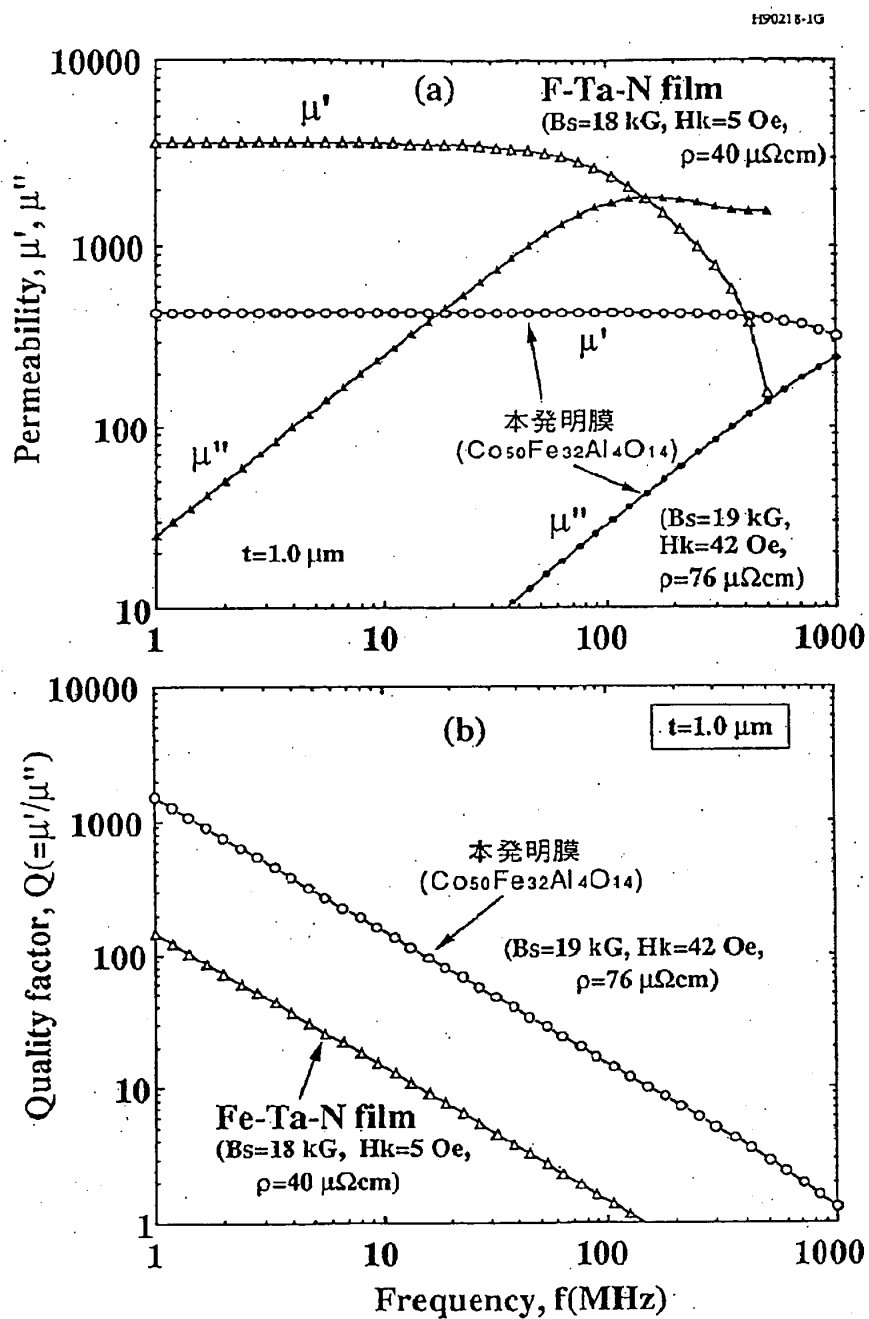 H90218-1G
10000
(a)
F-Ta-N film
(Bs=18 kG, Hk=5 Oe,
ρ=40 μΩcm)
μ'
Permeability, μ', μ"
1000
μ'
本発明膜
(Co50Fe32Al4O14)
100
μ"
μ"
(Bs=19 kG,
Hk=42 Oe,
ρ=76 μΩcm)
t=1.0 μm
10
1 10 100 1000
10000
(b)
t=1.0 μm
Quality factor, Q(=μ'/μ")
1000
本発明膜
(Co50Fe32Al4O14)
100
(Bs=19 kG, Hk=42 Oe,
ρ=76 μΩcm)
10
Fe-Ta-N film
(Bs=18 kG, Hk=5 Oe,
ρ=40 μΩcm)
1
1 10 100 1000
Frequency, f(MHz)